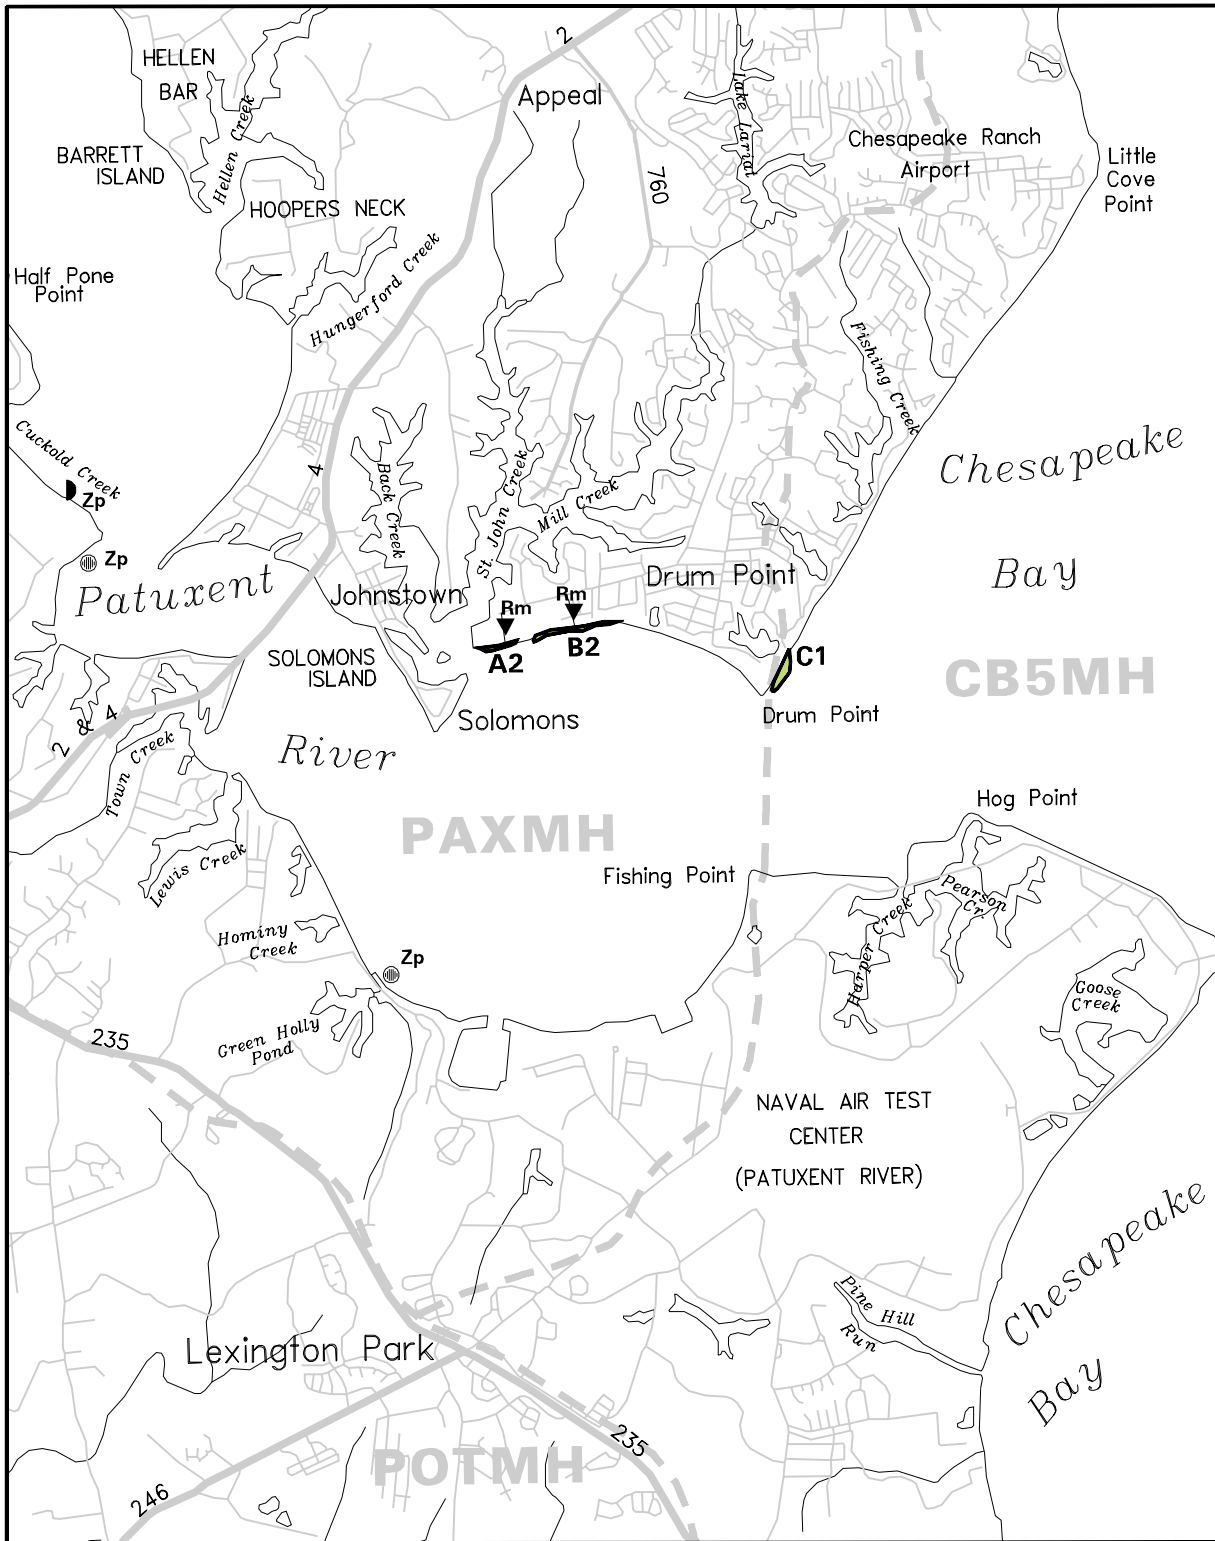 2
HELLEN
BAR
Appeal
Hellen Creek
Lake Lariat
Chesapeake Ranch
Airport
BARRETT
ISLAND
Little
Cove
Point
760
HOOPERS NECK
Half Pone
Point
Hungerford Creek
Fishing Creek
Cuckold Creek
Zp
4
Back Creek
St. John Creek
Mill Creek
Chesapeake
Bay
Zp
Patuxent
Johnstown
Drum Point
Rm
Rm
A2
B2
C1
SOLOMONS
ISLAND
CB5MH
Solomons
Drum Point
2 & 4
Town Creek
River
Hog Point
PAXMH
Lewis Creek
Fishing Point
Pearson
Cr.
Harper Creek
Hominy
Creek
Zp
Goose
Creek
235
Green Holly
Pond
NAVAL AIR TEST
CENTER
(PATUXENT RIVER)
Chesapeake
Bay
Pine Hill
Run
Lexington Park
235
POTMH
246